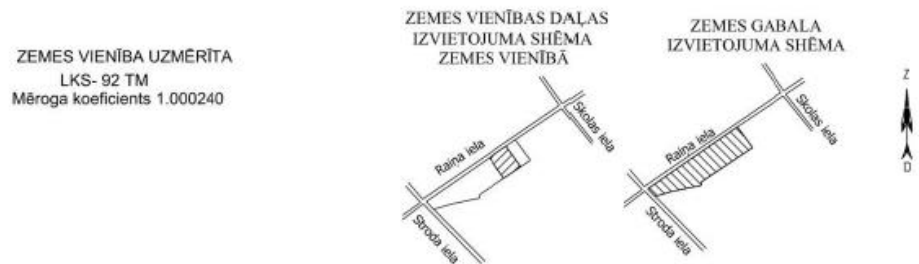 ZEMES VIENĪBA UZMĒRĪTA
LKS- 92 TM
Mēroga koeficients 1.000240
ZEMES VIENĪBAS DAĻAS
IZVIETOJUMA SHĒMA
ZEMES VIENĪBĀ
Raiņa iela
Skolas iela
Stroda iela
ZEMES GABALA
IZVIETOJUMA SHĒMA
Raiņa iela
Skolas iela
Stroda iela
Z
D